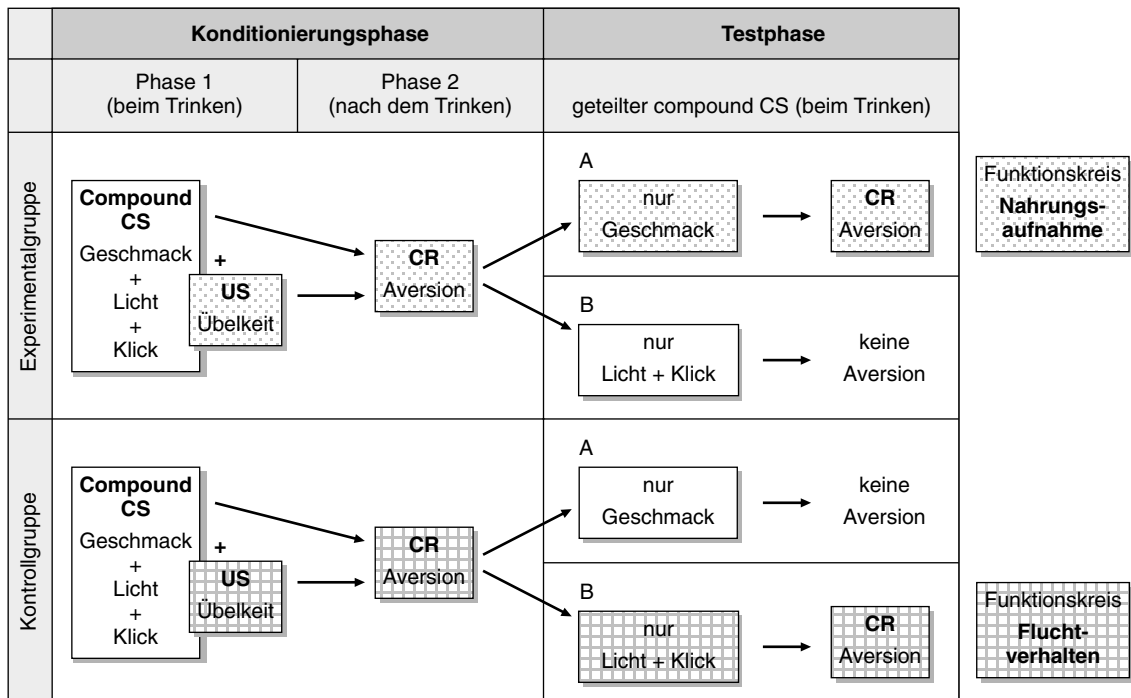 Konditionierungsphase
Testphase
Phase 1
(beim Trinken)
Phase 2
(nach dem Trinken)
geteilter compound CS (beim Trinken)
Experimentalgruppe
Compound
CS
Geschmack
+
Licht
+
Klick
+
US
Übelkeit
CR
Aversion
A
nur
Geschmack
CR
Aversion
B
nur
Licht + Klick
keine
Aversion
Funktionskreis
Nahrungs-
aufnahme
Kontrollgruppe
Compound
CS
Geschmack
+
Licht
+
Klick
+
US
Übelkeit
CR
Aversion
A
nur
Geschmack
keine
Aversion
B
nur
Licht + Klick
CR
Aversion
Funktionskreis
Flucht-
verhalten